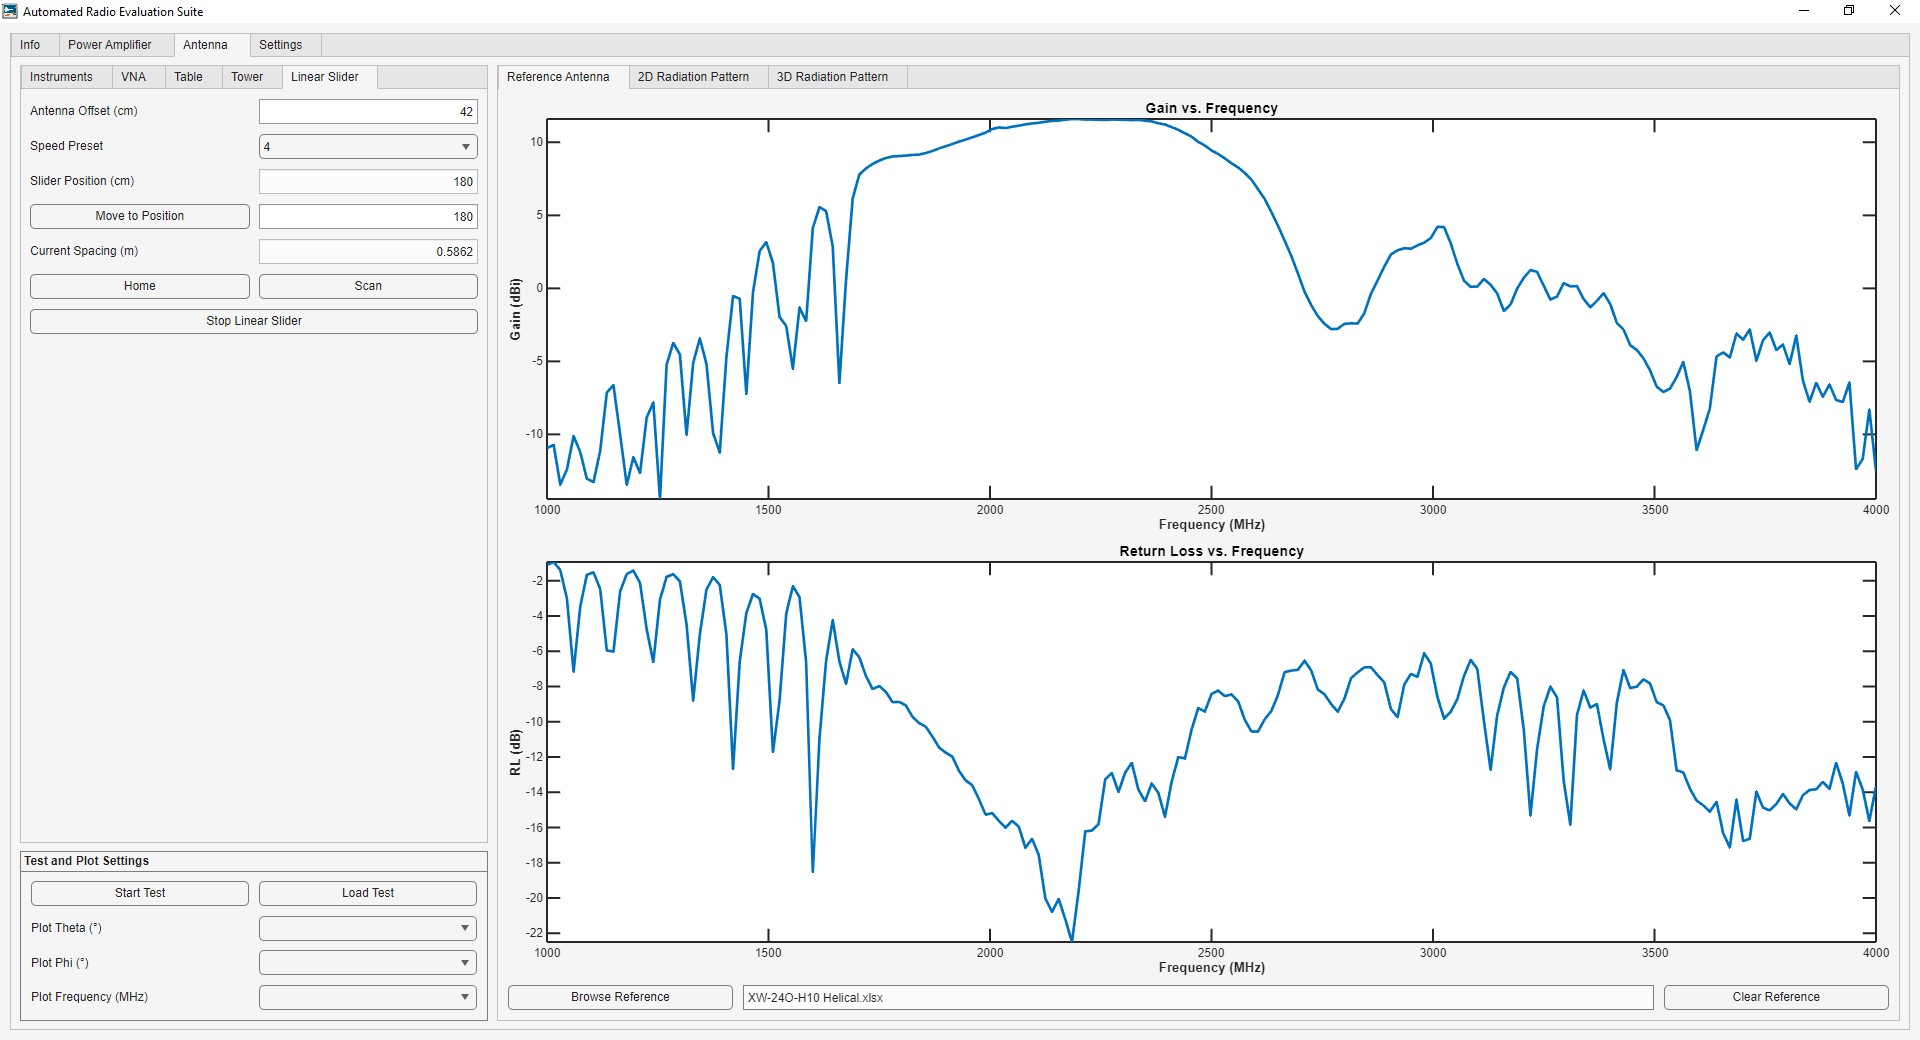 Automated Radio Evaluation Suite
Info Power Amplifier Antenna Settings
Instruments VNA Table Tower Linear Slider
Antenna Offset (cm) 42
Speed Preset 4
Slider Position (cm) 180
Move to Position 180
Current Spacing (m) 0.5862
Home Scan
Stop Linear Slider
Test and Plot Settings
Start Test Load Test
Plot Theta (°)
Plot Phi (°)
Plot Frequency (MHz)
Reference Antenna 2D Radiation Pattern 3D Radiation Pattern
Gain vs. Frequency
10
5
0
-5
-10
Gain (dBi)
1000 1500 2000 2500 3000 3500 4000
Frequency (MHz)
Return Loss vs. Frequency
-2
-4
-6
-8
-10
-12
-14
-16
-18
-20
-22
RL (dB)
1000 1500 2000 2500 3000 3500 4000
Frequency (MHz)
Browse Reference XW-24O-H10 Helical.xlsx Clear Reference